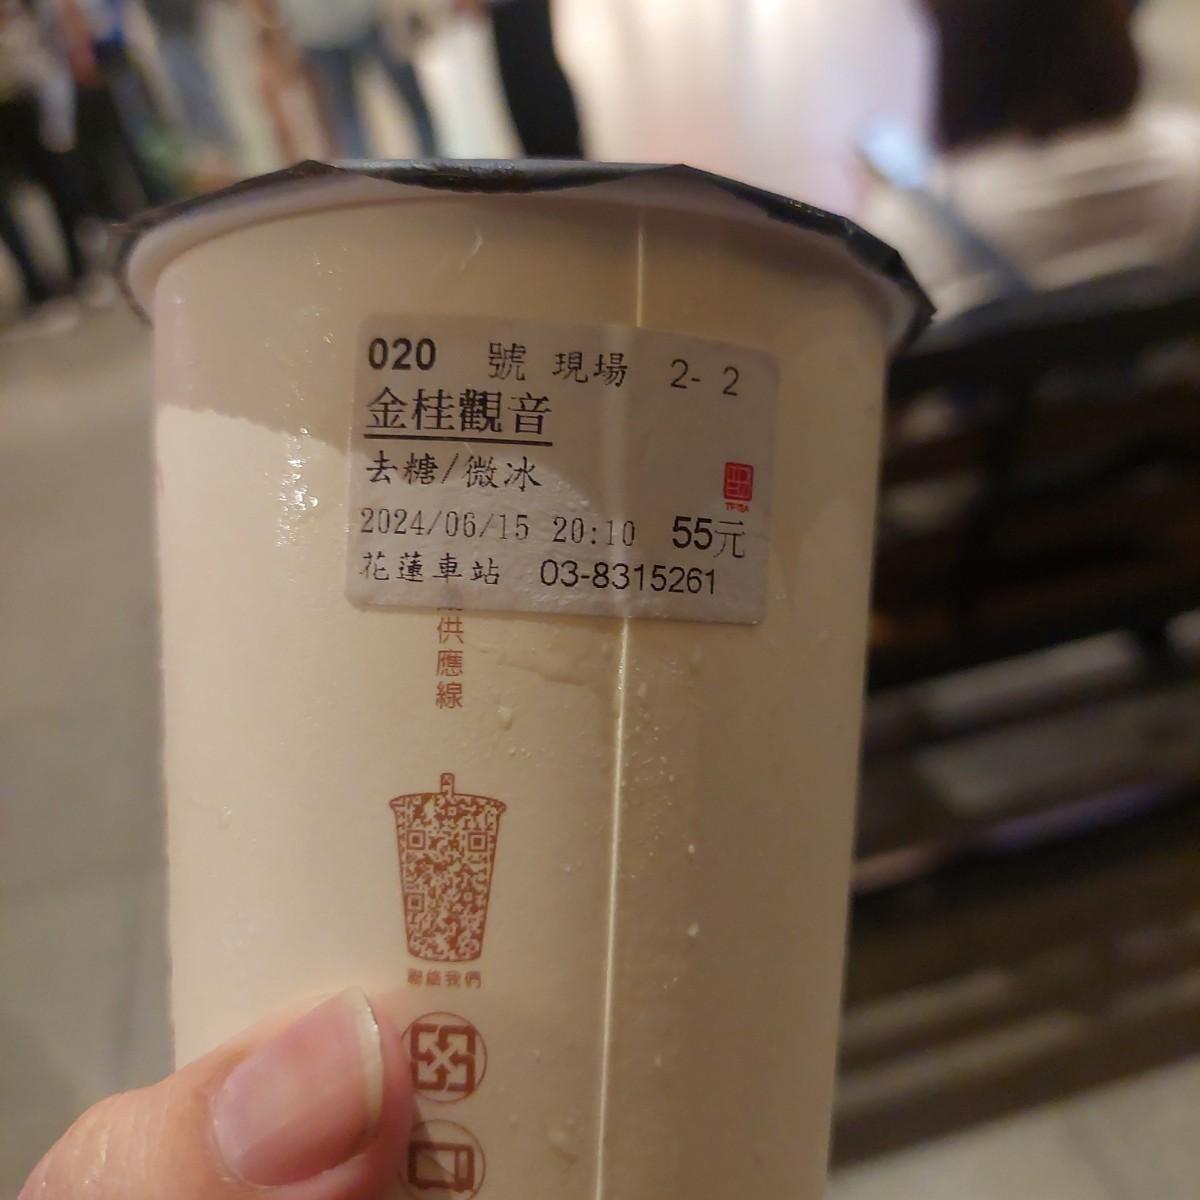 020 號 現場 2- 2
金桂觀音
去糖/微冰
2024/06/15 20:10 55元
花蓮車站 03-8315261
供應線
聯絡我們